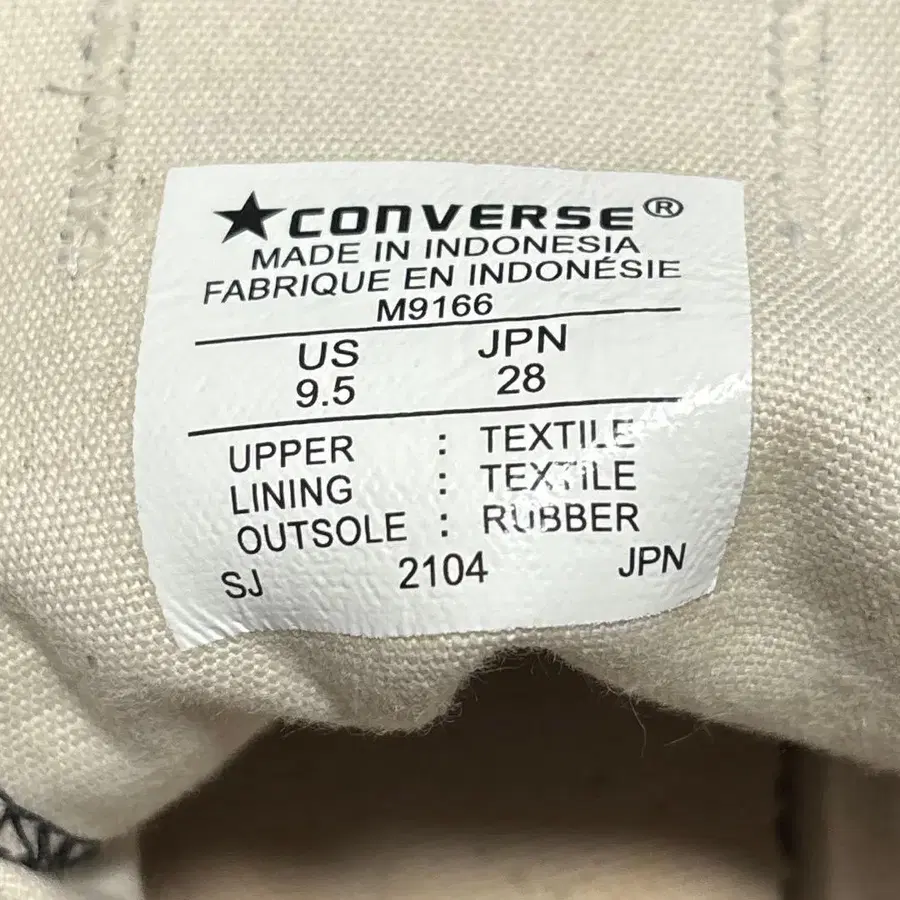 ★CONVERSE®
MADE IN INDONESIA
FABRIQUE EN INDONÉSIE
M9166
US JPN
9.5 28
UPPER : TEXTILE
LINING : TEXTILE
OUTSOLE : RUBBER
SJ 2104 JPN